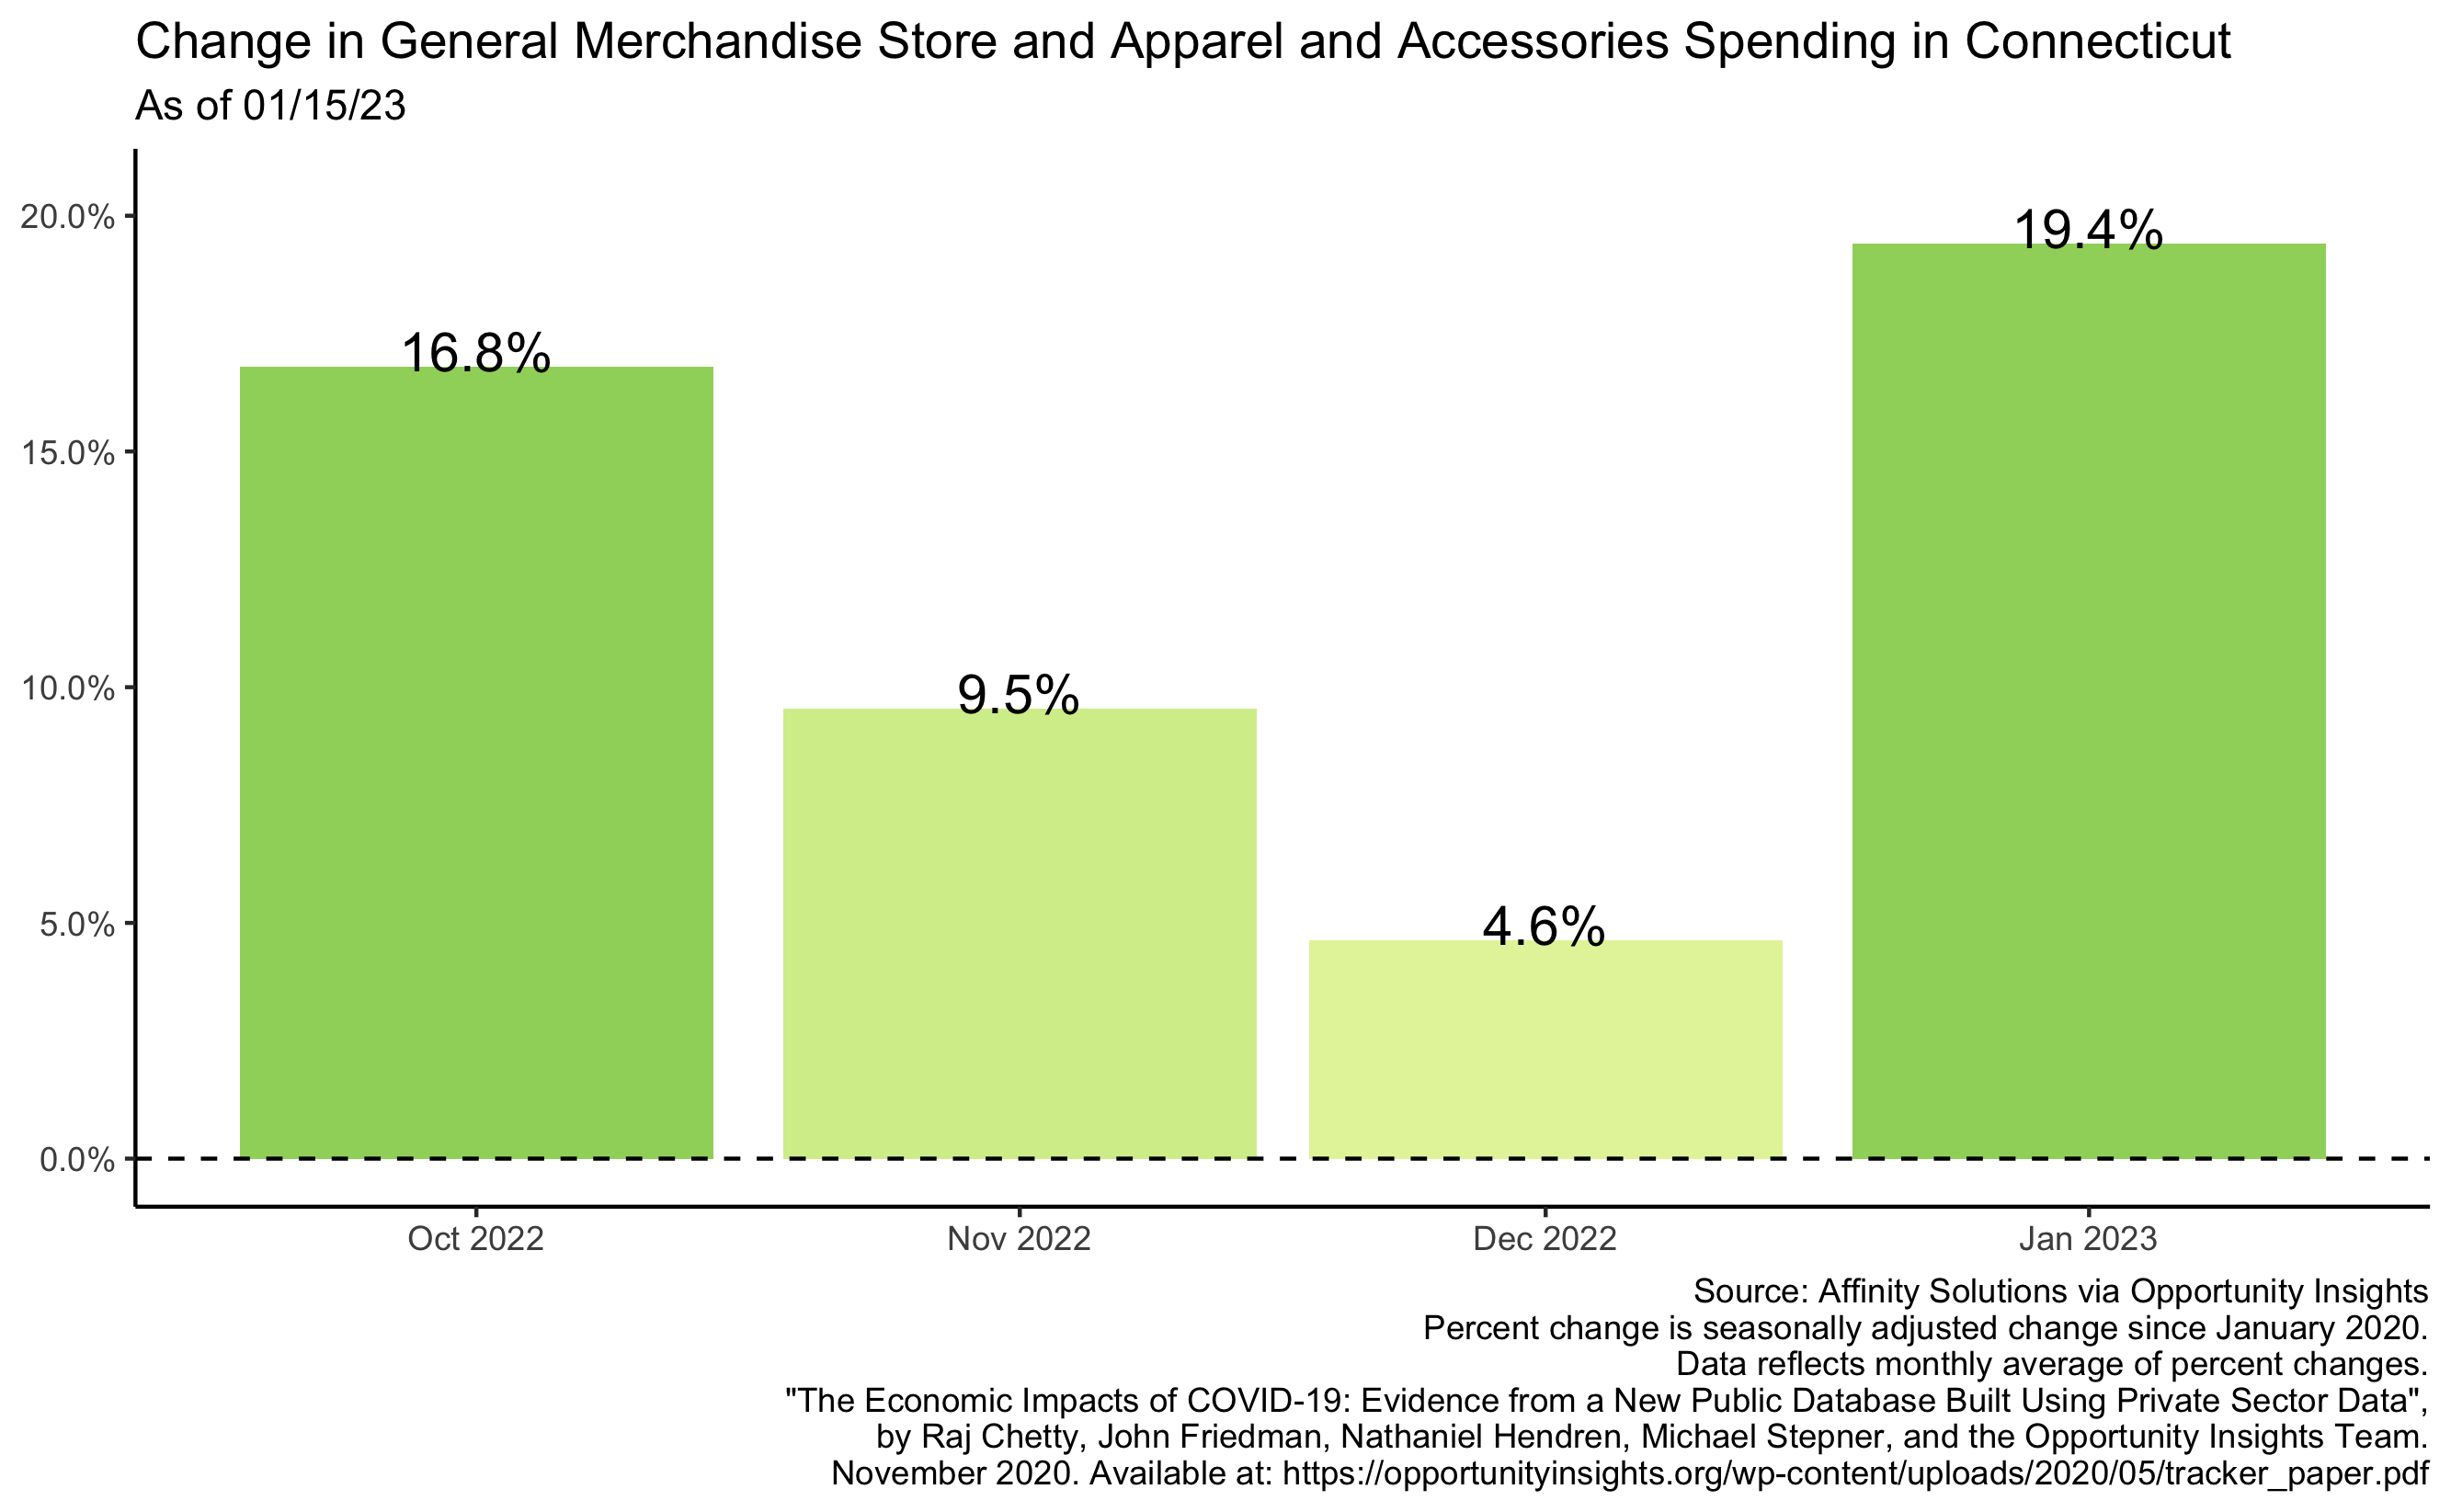 Change in General Merchandise Store and Apparel and Accessories Spending in Connecticut
As of 01/15/23
20.0%
15.0%
10.0%
5.0%
0.0%
16.8%
9.5%
4.6%
19.4%
Oct 2022
Nov 2022
Dec 2022
Jan 2023
Source: Affinity Solutions via Opportunity Insights
Percent change is seasonally adjusted change since January 2020.
Data reflects monthly average of percent changes.
"The Economic Impacts of COVID-19: Evidence from a New Public Database Built Using Private Sector Data",
by Raj Chetty, John Friedman, Nathaniel Hendren, Michael Stepner, and the Opportunity Insights Team.
November 2020. Available at: https://opportunityinsights.org/wp-content/uploads/2020/05/tracker_paper.pdf